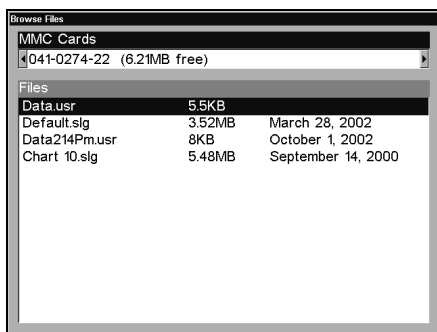 Browse Files
MMC Cards
041-0274-22 (6.21MB free)
Files
Data.usr 5.5KB
Default.slg 3.52MB March 28, 2002
Data214Pm.usr 8KB October 1, 2002
Chart 10.slg 5.48MB September 14, 2000